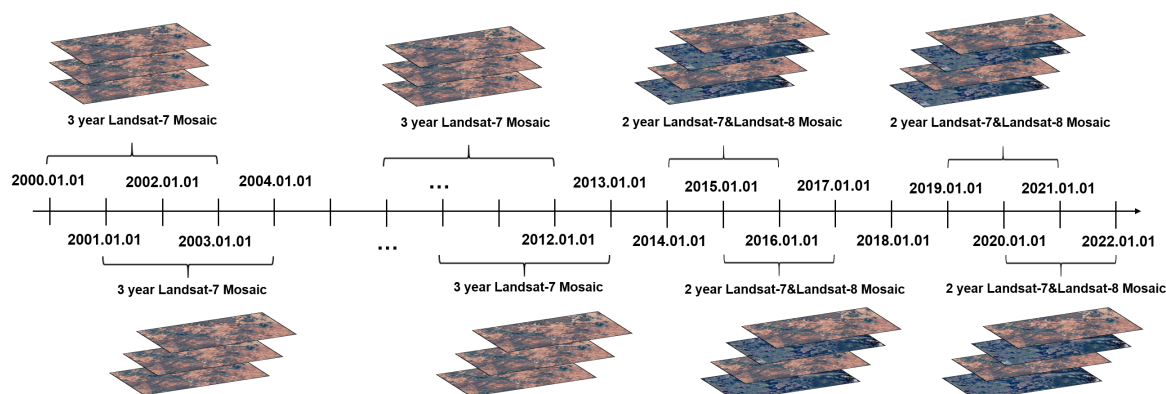 3 year Landsat-7 Mosaic
3 year Landsat-7 Mosaic
2 year Landsat-7&Landsat-8 Mosaic
2 year Landsat-7&Landsat-8 Mosaic
2000.01.01 2002.01.01 2004.01.01 ... 2013.01.01 2015.01.01 2017.01.01 2019.01.01 2021.01.01
2001.01.01 2003.01.01 ... 2012.01.01 2014.01.01 2016.01.01 2018.01.01 2020.01.01 2022.01.01
3 year Landsat-7 Mosaic
3 year Landsat-7 Mosaic
2 year Landsat-7&Landsat-8 Mosaic
2 year Landsat-7&Landsat-8 Mosaic